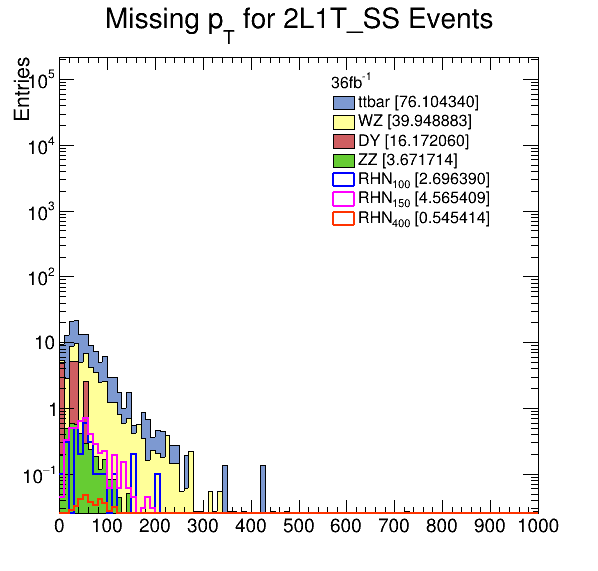 Missing p_T for 2L1T_SS Events
Entries
36fb^-1
ttbar [76.104340]
WZ [39.948883]
DY [16.172060]
ZZ [3.671714]
RHN_100 [2.696390]
RHN_150 [4.565409]
RHN_400 [0.545414]
10^5
10^4
10^3
10^2
10
1
10^-1
0 100 200 300 400 500 600 700 800 900 1000